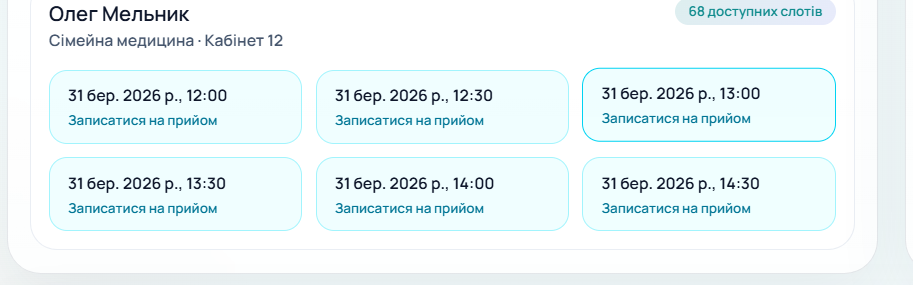 Олег Мельник
68 доступних слотів
Сімейна медицина · Кабінет 12
31 бер. 2026 р., 12:00
Записатися на прийом
31 бер. 2026 р., 12:30
Записатися на прийом
31 бер. 2026 р., 13:00
Записатися на прийом
31 бер. 2026 р., 13:30
Записатися на прийом
31 бер. 2026 р., 14:00
Записатися на прийом
31 бер. 2026 р., 14:30
Записатися на прийом